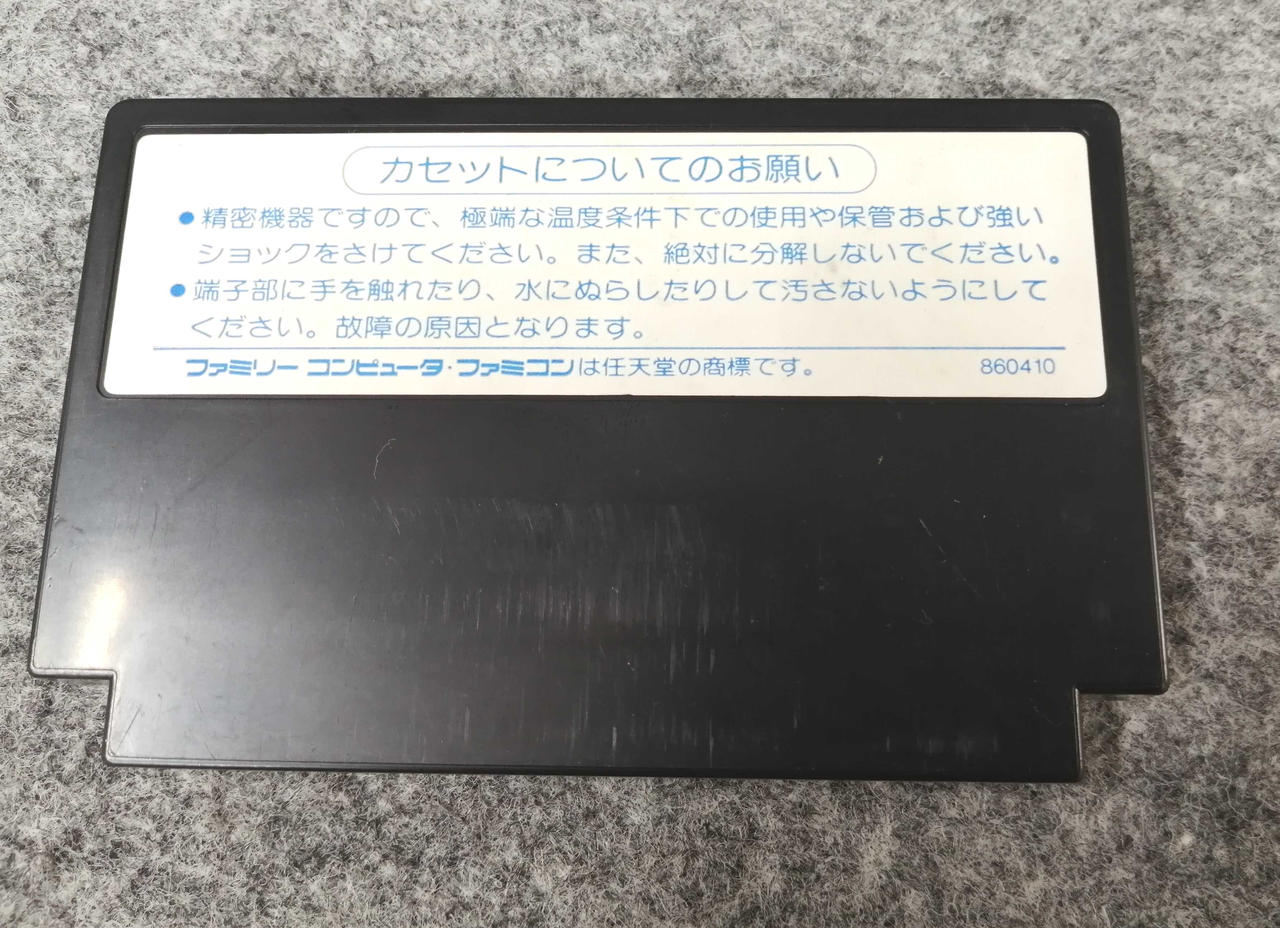 カセットについてのお願い
●精密機器ですので、極端な温度条件下での使用や保管および強い
ショックをさけてください。また、絶対に分解しないでください。
●端子部に手を触れたり、水にぬらしたりして汚さないようにして
ください。故障の原因となります。
ファミリー コンピュータ・ファミコンは任天堂の商標です。 860410